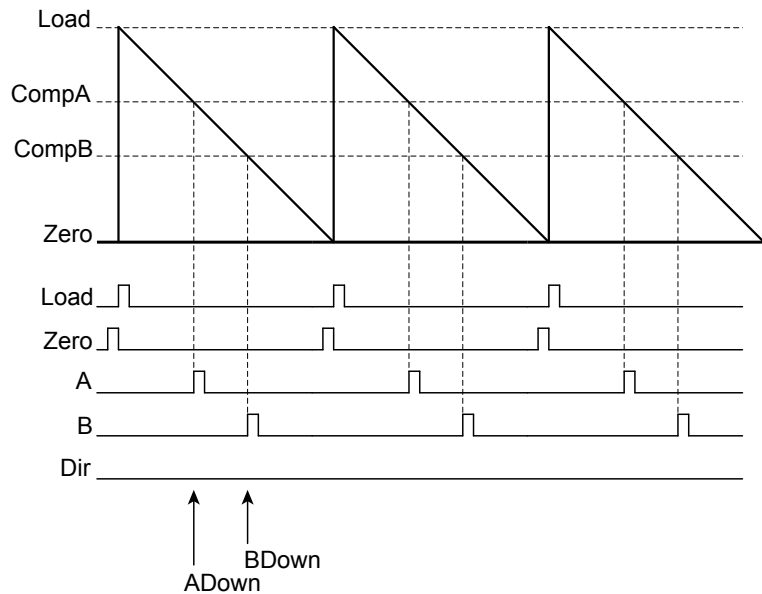 Load
CompA
CompB
Zero
Load
Zero
A
B
Dir
BDown
ADown